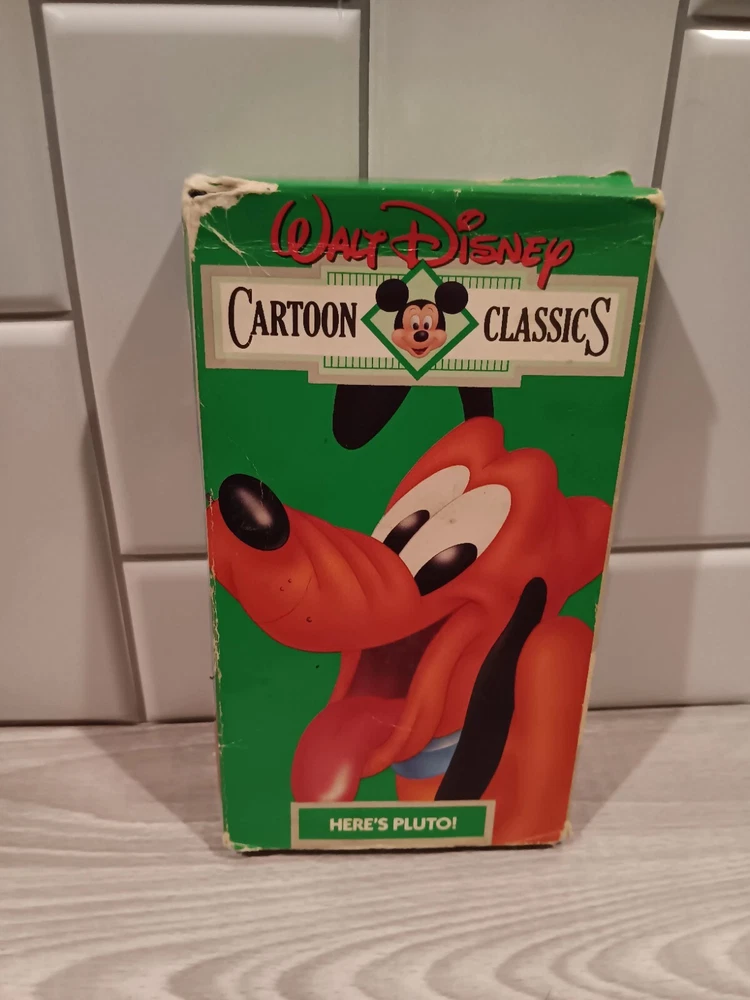 WALT DISNEY
CARTOON CLASSICS
HERE'S PLUTO!